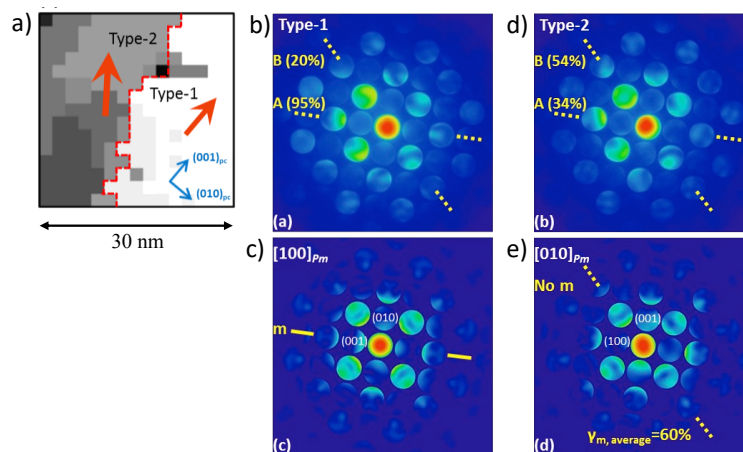 a)
Type-2
Type-1
(001)pc
(010)pc
30 nm
b)
Type-1
B (20%)
A (95%)
(a)
d)
Type-2
B (54%)
A (34%)
(b)
c)
[100]Pm
m
(010)
(001)
(c)
e)
[010]Pm
No m
(001)
(100)
γm, average=60%
(d)